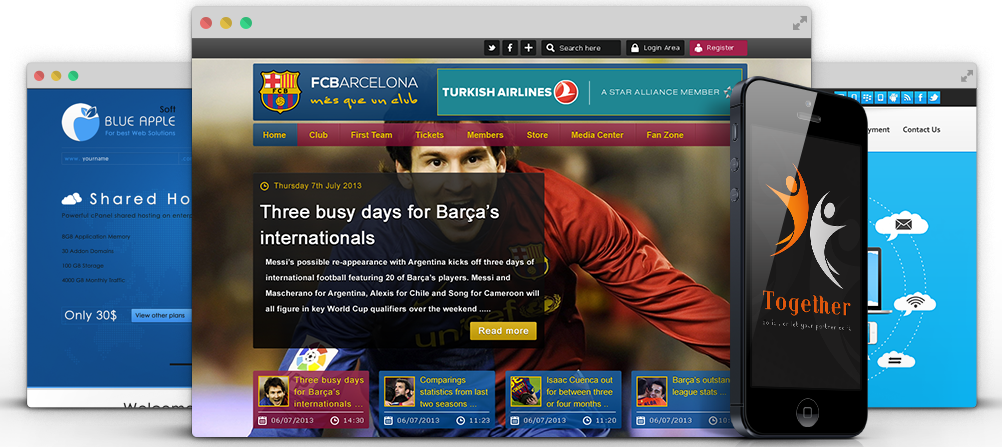 Search here
Login Area
Register
FCBARCELONA
més que un club
TURKISH AIRLINES
A STAR ALLIANCE MEMBER
Home
Club
First Team
Tickets
Members
Store
Media Center
Fan Zone
Thursday 7th July 2013
Three busy days for Barça's
internationals
Messi's possible re-appearance with Argentina kicks off three days of
international football featuring 20 of Barça's players. Messi and
Mascherano for Argentina, Alexis for Chile and Song for Cameroon will
all figure in key World Cup qualifiers over the weekend .....
Read more
unicef
Three busy days
for Barça's
internationals ...
06/07/2013
14:30
Comparings
statistics from last
two seasons ...
06/07/2013
11:23
Isaac Cuenca out
for between three
or four months ..
06/07/2013
11:20
Barça's outstan
league stats ..
06/07/2013
Soft
BLUE APPLE
For best Web Solutions
www.
yourname
Shared Ho
Powerful cPanel shared hosting on enterp
8GB Application Memory
30 Addon Domains
100 GB Storage
4000 GB Monthly Traffic
Only 30$
View other plans
Welcome
yment
Contact Us
Together